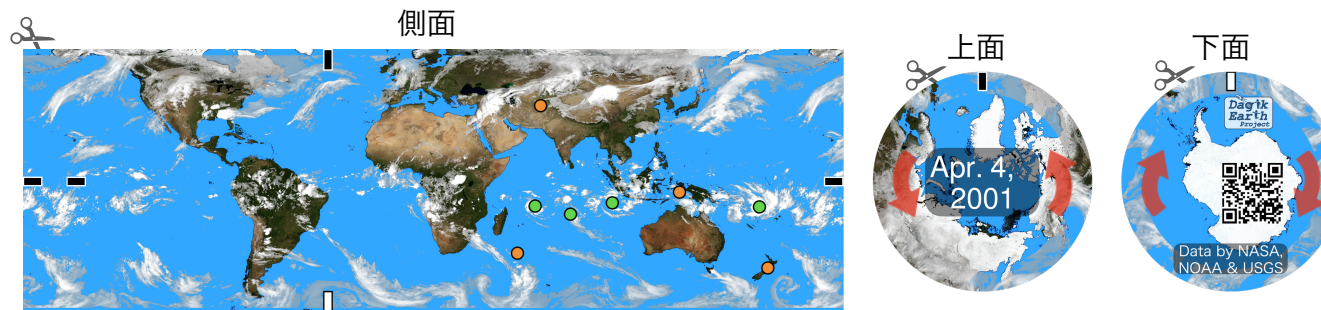 側面
上面
下面
Apr. 4,
2001
Dagik
Earth
Project
Data by NASA,
NOAA & USGS